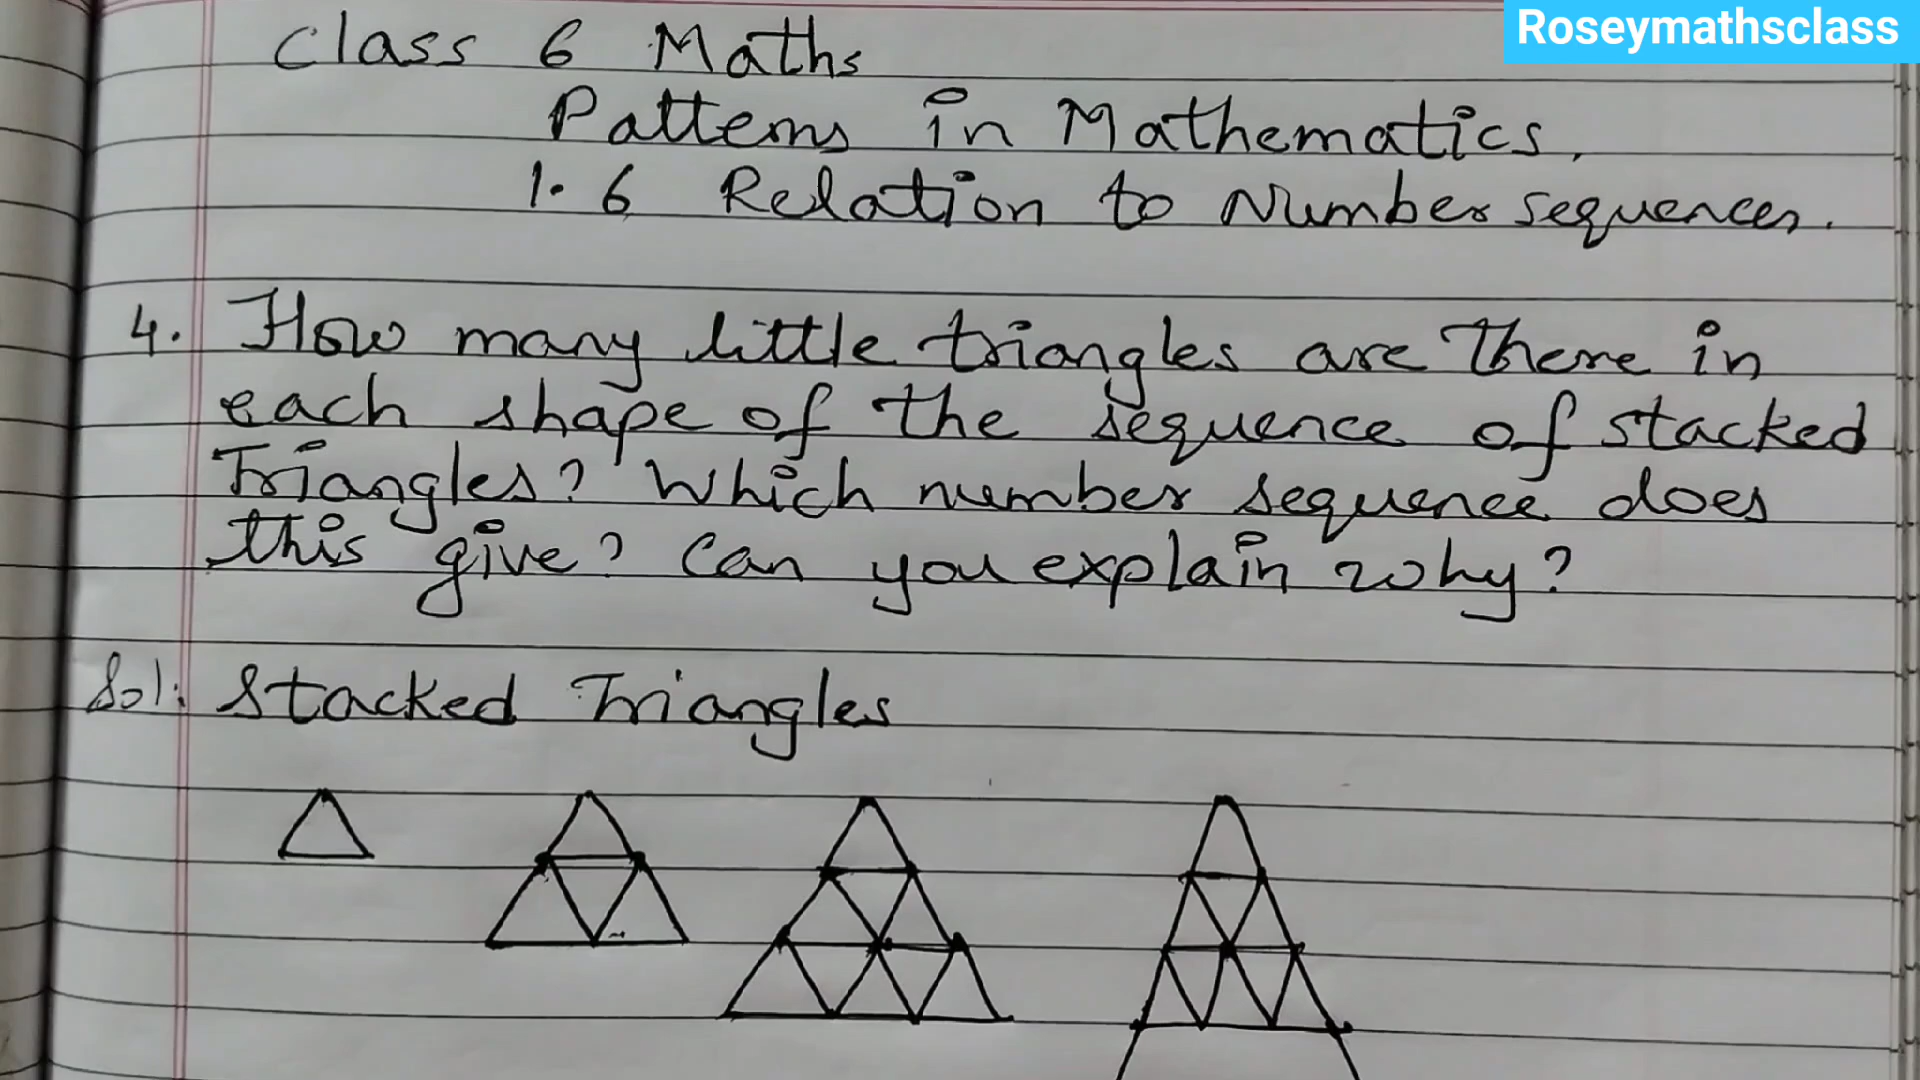 Roseymathsclass
Class 6 Maths
Patterns in Mathematics.
1.6 Relation to Number sequences.
4. How many little triangles are there in
each shape of the sequence of stacked
Triangles? Which number sequence does
this give? Can you explain why?
Sol: Stacked Triangles